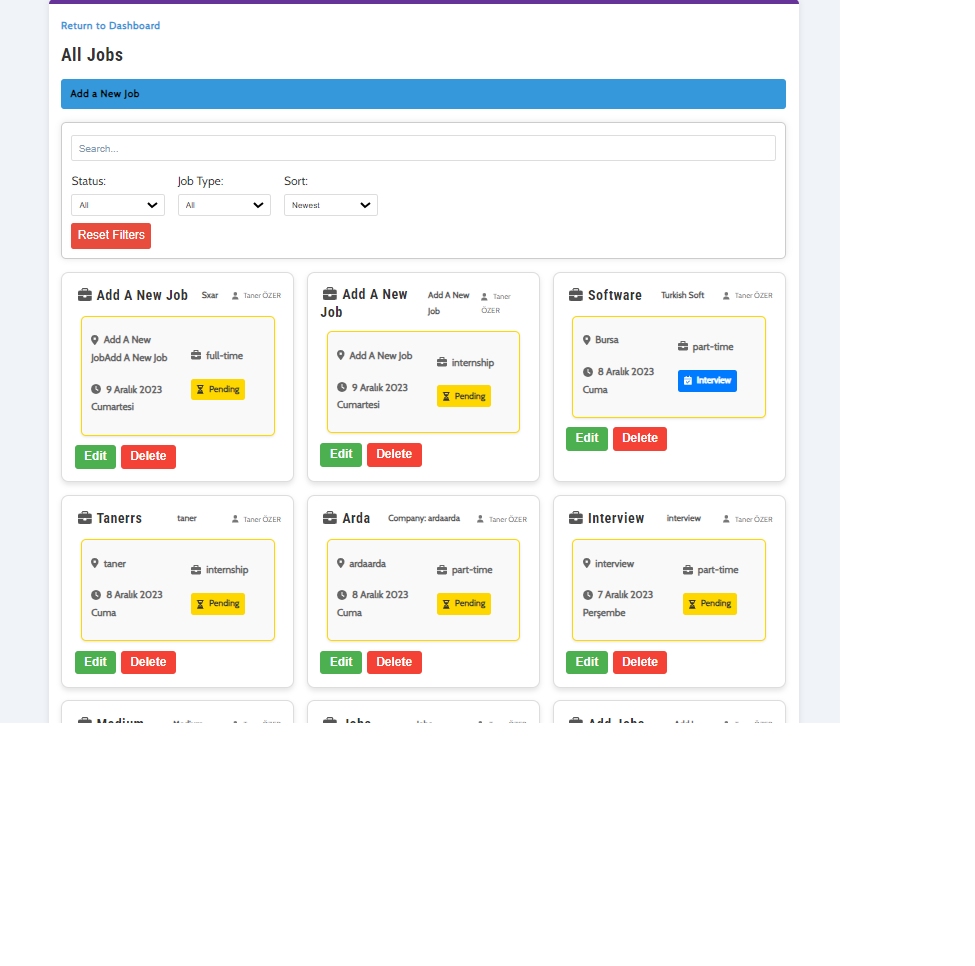 Return to Dashboard
All Jobs
Add a New Job
Search...
Status:
All
Job Type:
All
Sort:
Newest
Reset Filters
Add A New Job Sxar Taner ÖZER
Add A New
JobAdd A New Job
full-time
9 Aralık 2023
Cumartesi
Pending
Edit Delete
Add A New
Job
Add A New
Job
Taner
ÖZER
Add A New Job
internship
9 Aralık 2023
Cumartesi
Pending
Edit Delete
Software Turkish Soft Taner ÖZER
Bursa
part-time
8 Aralık 2023
Cuma
Interview
Edit Delete
Tanerrs taner Taner ÖZER
taner
internship
8 Aralık 2023
Cuma
Pending
Edit Delete
Arda Company: ardaarda Taner ÖZER
ardaarda
part-time
8 Aralık 2023
Cuma
Pending
Edit Delete
Interview interview Taner ÖZER
interview
part-time
7 Aralık 2023
Perşembe
Pending
Edit Delete
Medium
Jobs
Add Jobs